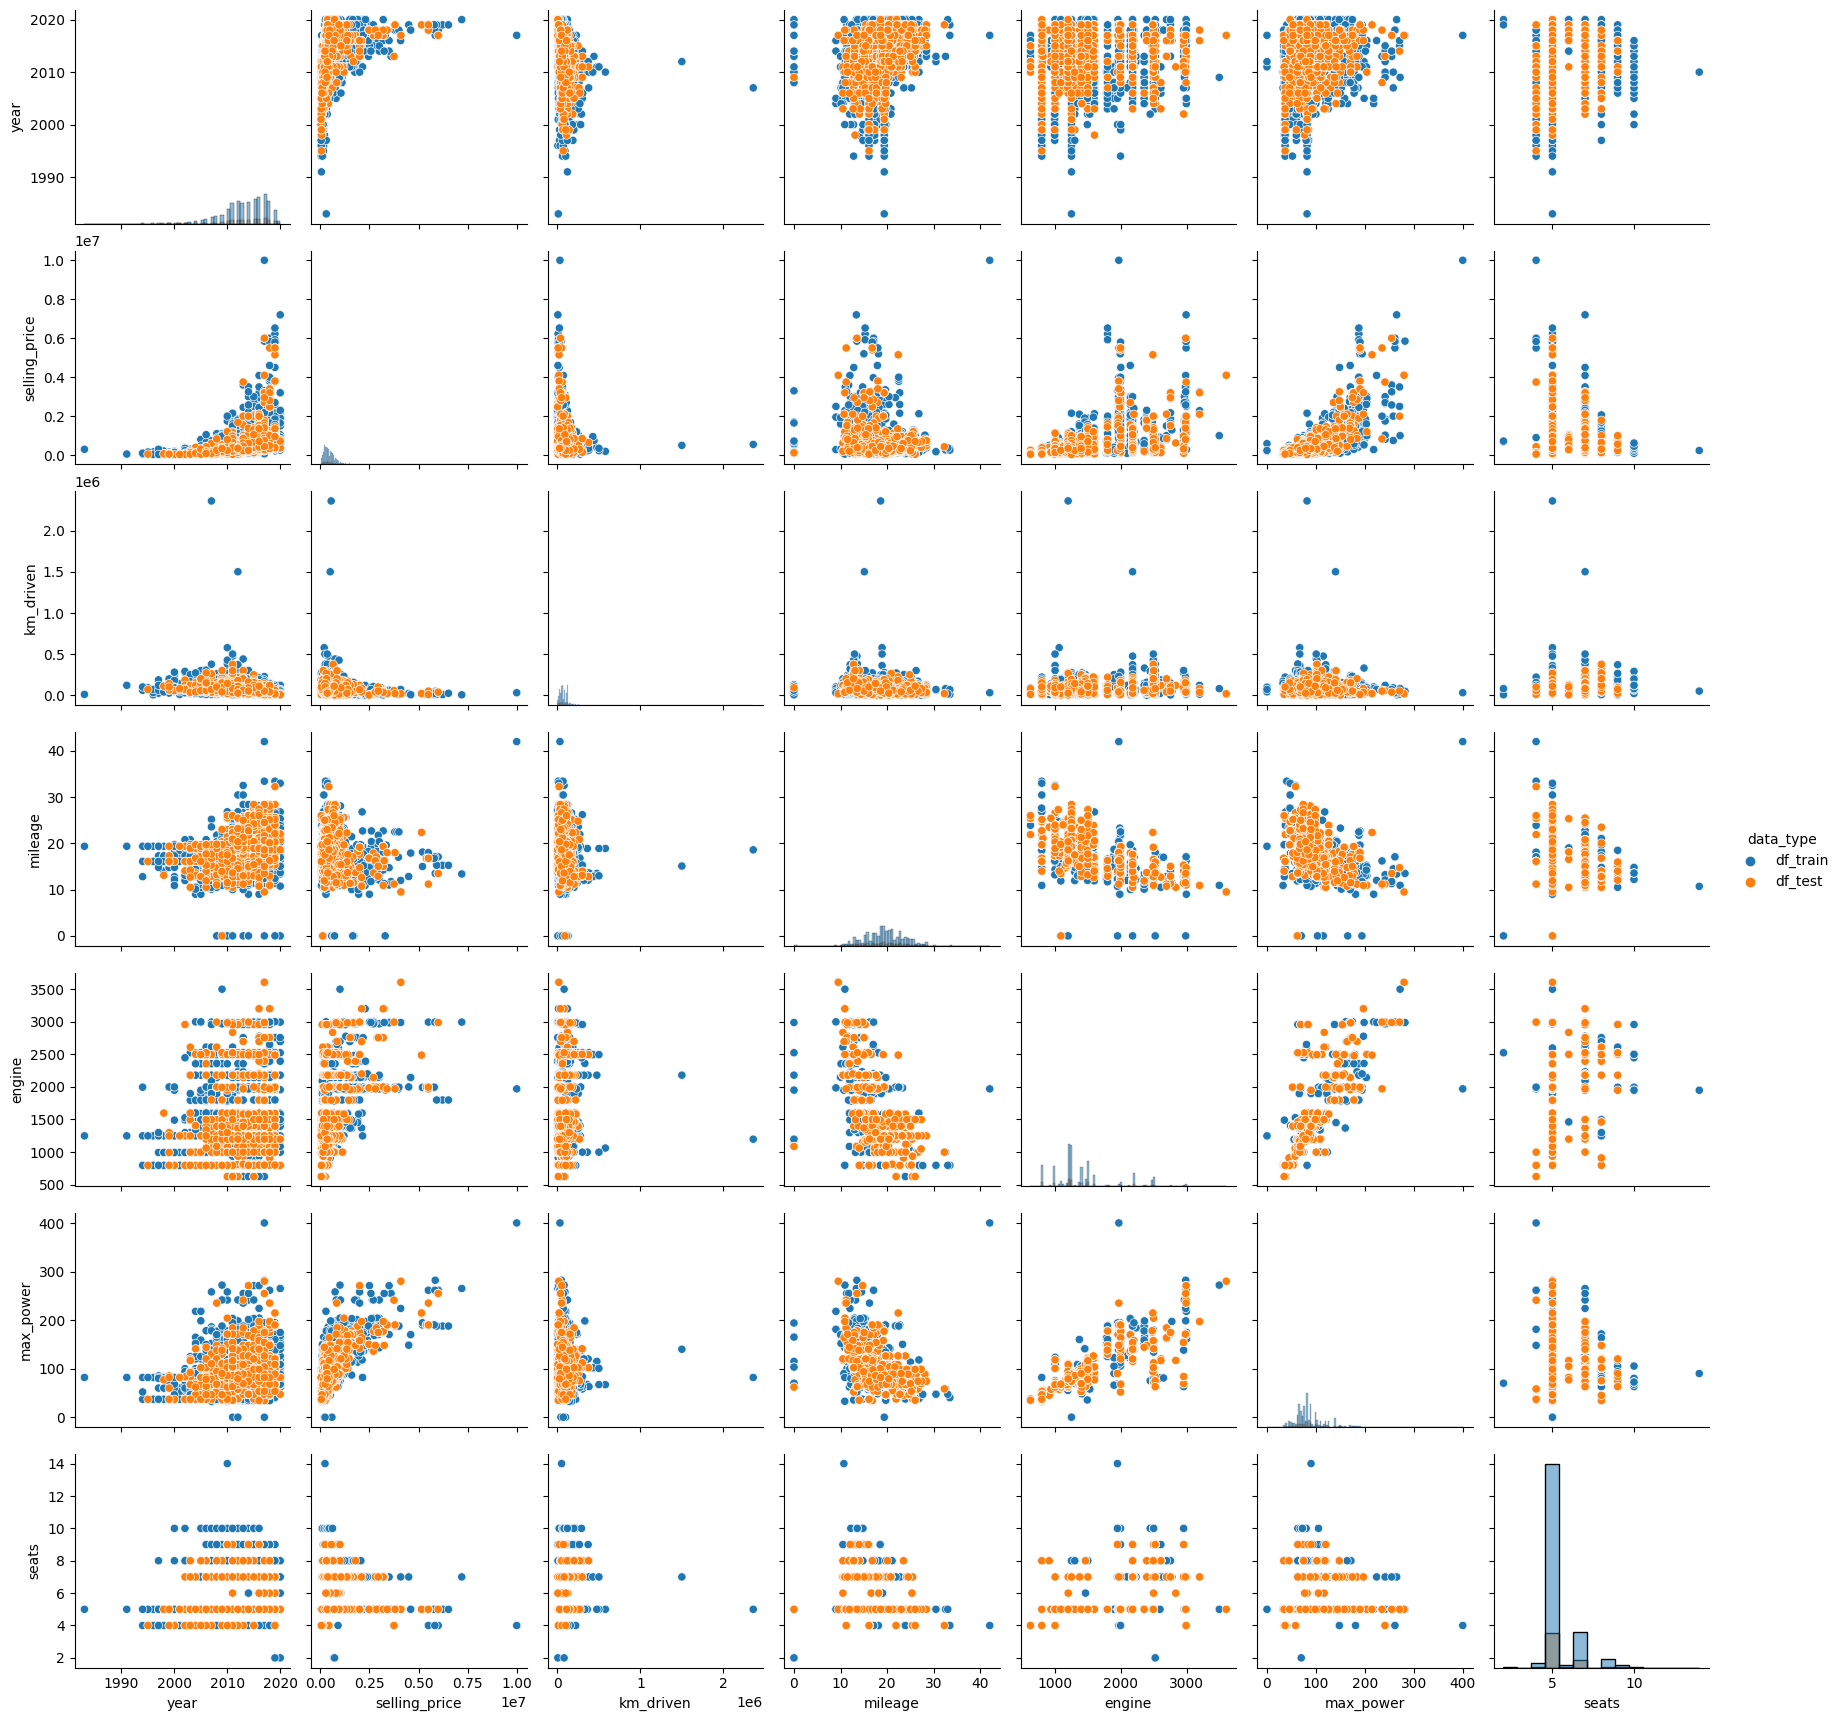 2020
2010
2000
1990
year
1e7
1.0
0.8
0.6
0.4
0.2
0.0
selling_price
1e6
2.0
1.5
1.0
0.5
0.0
km_driven
40
30
20
10
0
mileage
data_type
df_train
df_test
3500
3000
2500
2000
1500
1000
500
engine
400
300
200
100
0
max_power
14
12
10
8
6
4
2
seats
1990 2000 2010 2020 0.00 0.25 0.50 0.75 1.00 0 1 2 0 20 40 1000 2000 3000 0 100 200 300 400 5 10
1e7 1e6
year selling_price km_driven mileage engine max_power seats